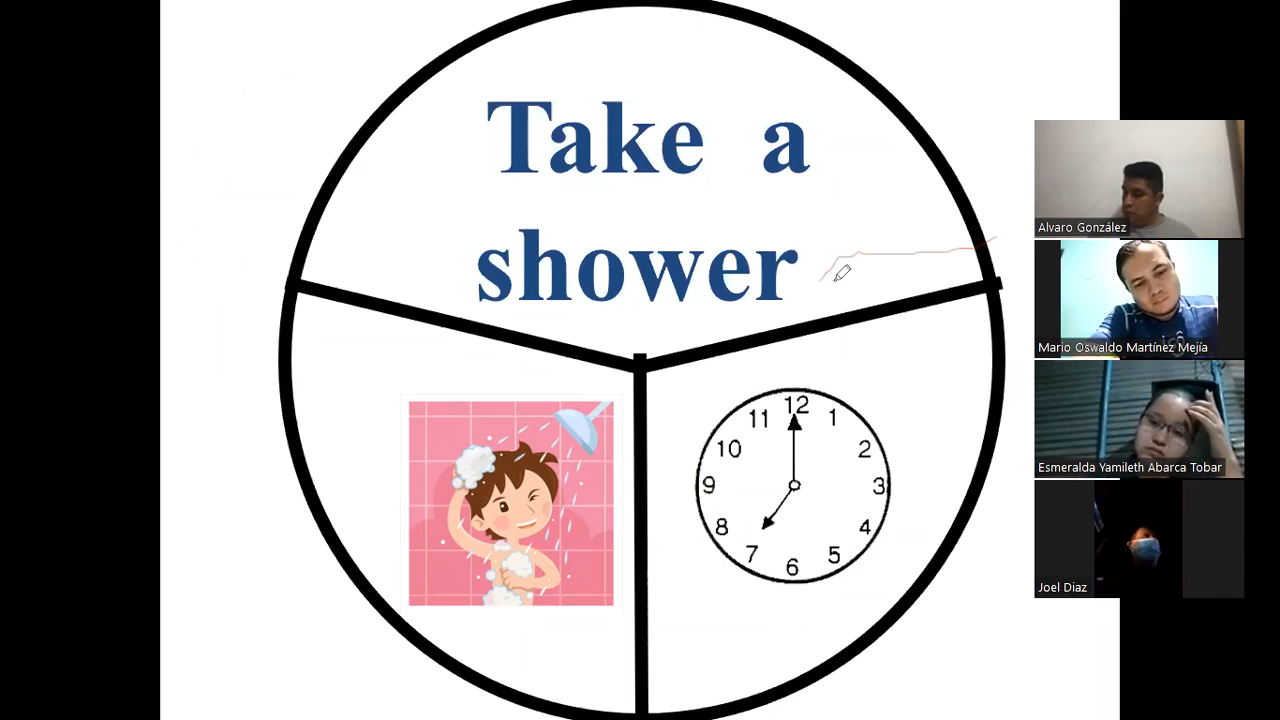 Take a
shower
12
11
1
10
2
9
3
8
4
7
5
6
Alvaro González
Mario Oswaldo Martínez Mejía
Esmeralda Yamileth Abarca Tobar
Joel Diaz